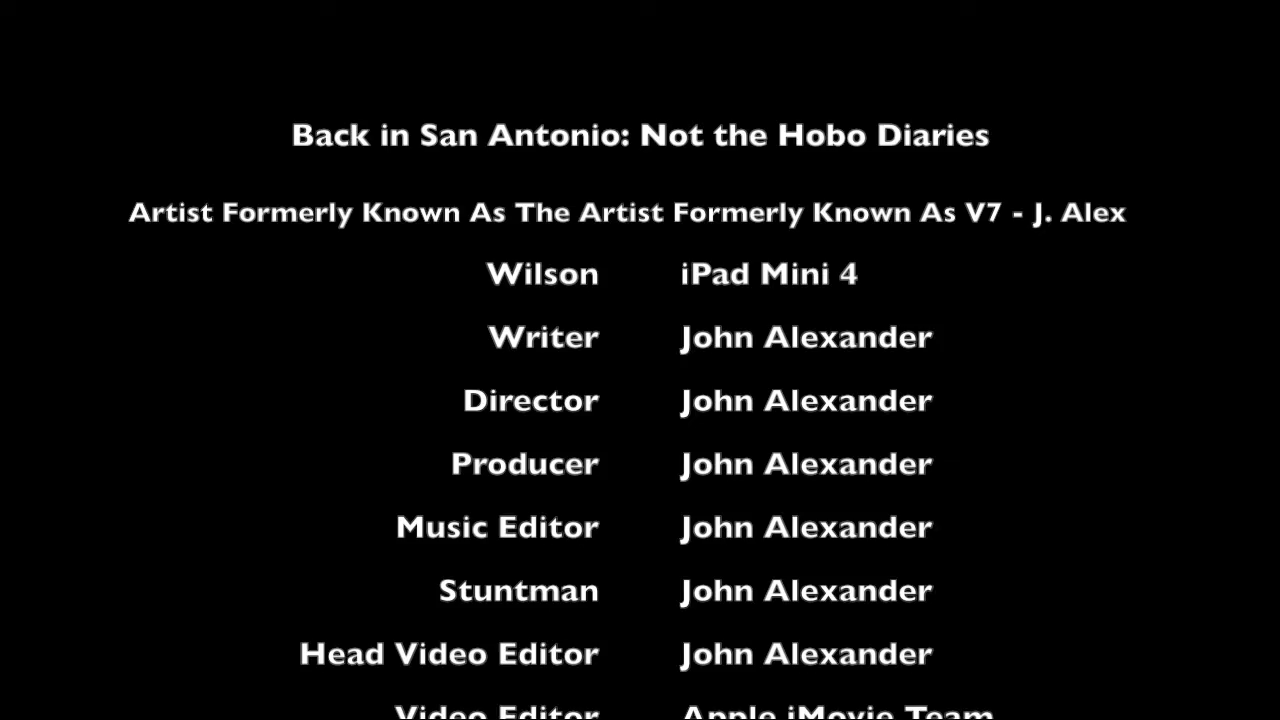 Back in San Antonio: Not the Hobo Diaries
Artist Formerly Known As The Artist Formerly Known As V7 - J. Alex
Wilson iPad Mini 4
Writer John Alexander
Director John Alexander
Producer John Alexander
Music Editor John Alexander
Stuntman John Alexander
Head Video Editor John Alexander
Video Editor Apple iMovie Team